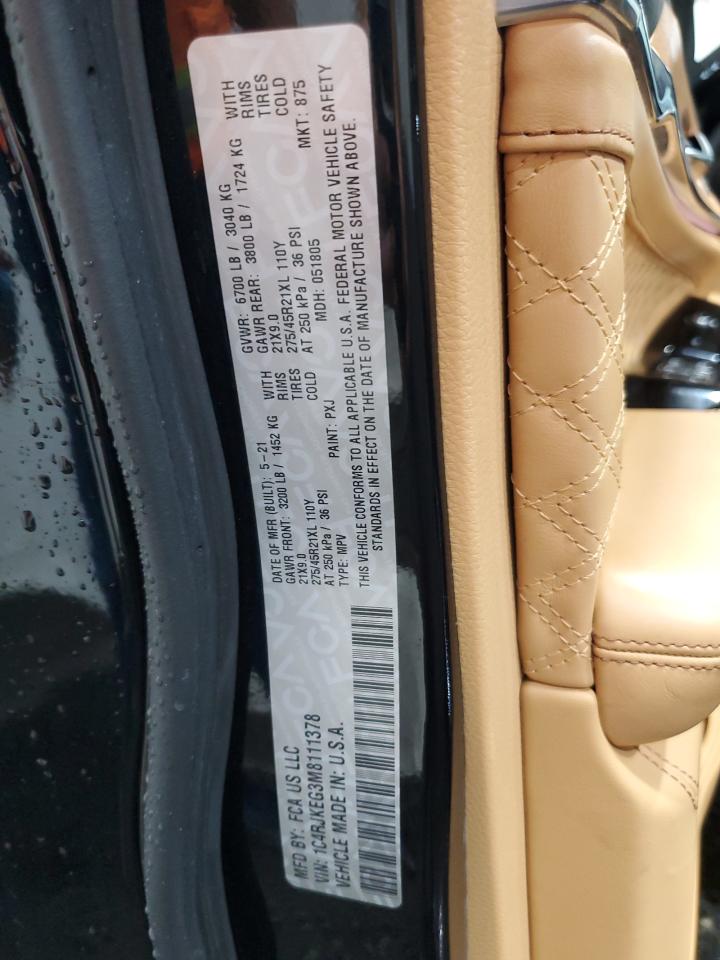 MFD BY: FCA US LLC
VIN: 1C4RJKEG3M8111378
VEHICLE MADE IN: U.S.A.
DATE OF MFR (BUILT): 5-21 GVWR: 6700 LB / 3040 KG
GAWR FRONT: 3200 LB / 1452 KG WITH GAWR REAR: 3800 LB / 1724 KG WITH
21X9.0 RIMS 21X9.0 RIMS
275/45R21XL 110Y TIRES 275/45R21XL 110Y TIRES
AT 250 kPa / 36 PSI COLD AT 250 kPa / 36 PSI COLD
TYPE: MPV PAINT: PXJ MDH: 051805 MKT: 875
THIS VEHICLE CONFORMS TO ALL APPLICABLE U.S.A. FEDERAL MOTOR VEHICLE SAFETY
STANDARDS IN EFFECT ON THE DATE OF MANUFACTURE SHOWN ABOVE.